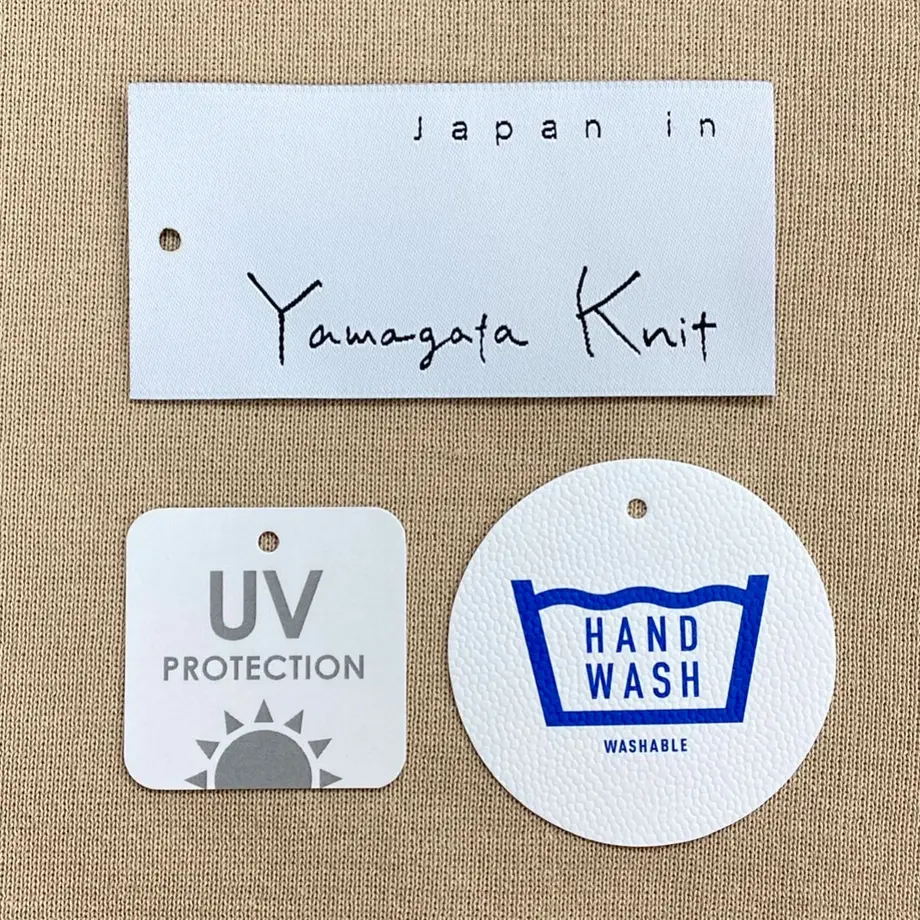 Japan in
Yamagata Knit
UV
PROTECTION
HAND
WASH
WASHABLE